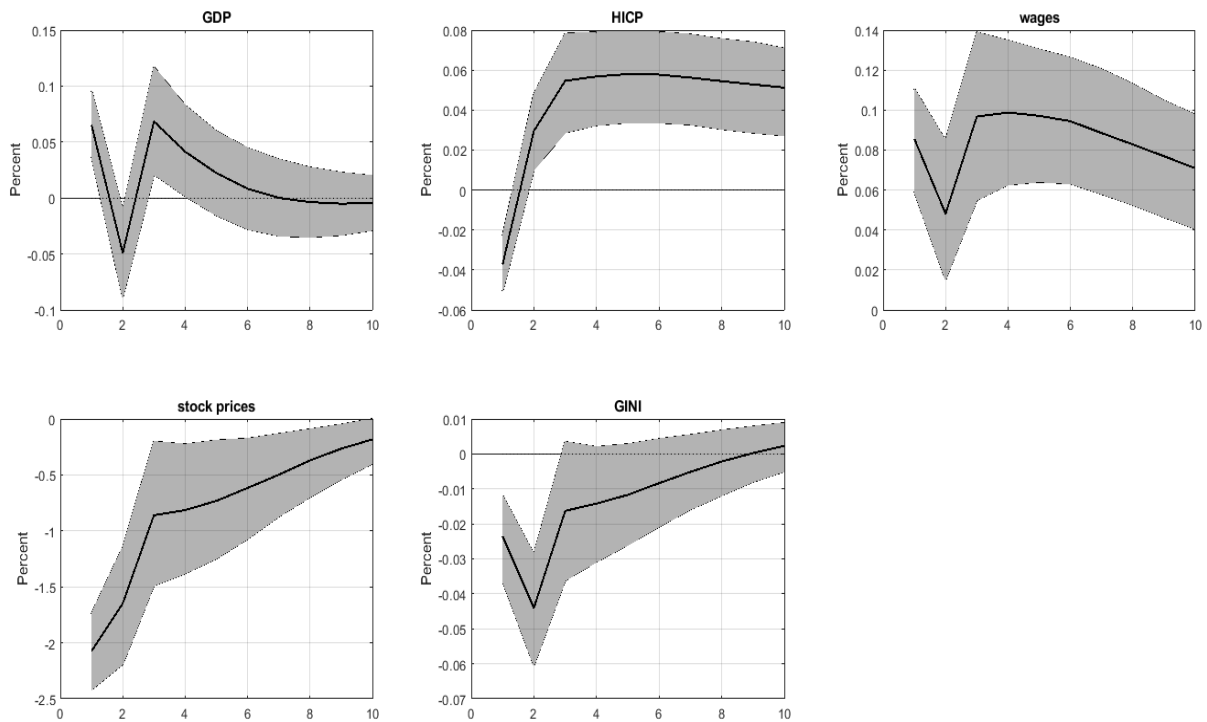 GDP
Percent
0.15
0.1
0.05
0
-0.05
-0.1
0 2 4 6 8 10
HICP
Percent
0.08
0.06
0.04
0.02
0
-0.02
-0.04
-0.06
0 2 4 6 8 10
wages
Percent
0.14
0.12
0.1
0.08
0.06
0.04
0.02
0
0 2 4 6 8 10
stock prices
Percent
0
-0.5
-1
-1.5
-2
-2.5
0 2 4 6 8 10
GINI
Percent
0.01
0
-0.01
-0.02
-0.03
-0.04
-0.05
-0.06
-0.07
0 2 4 6 8 10